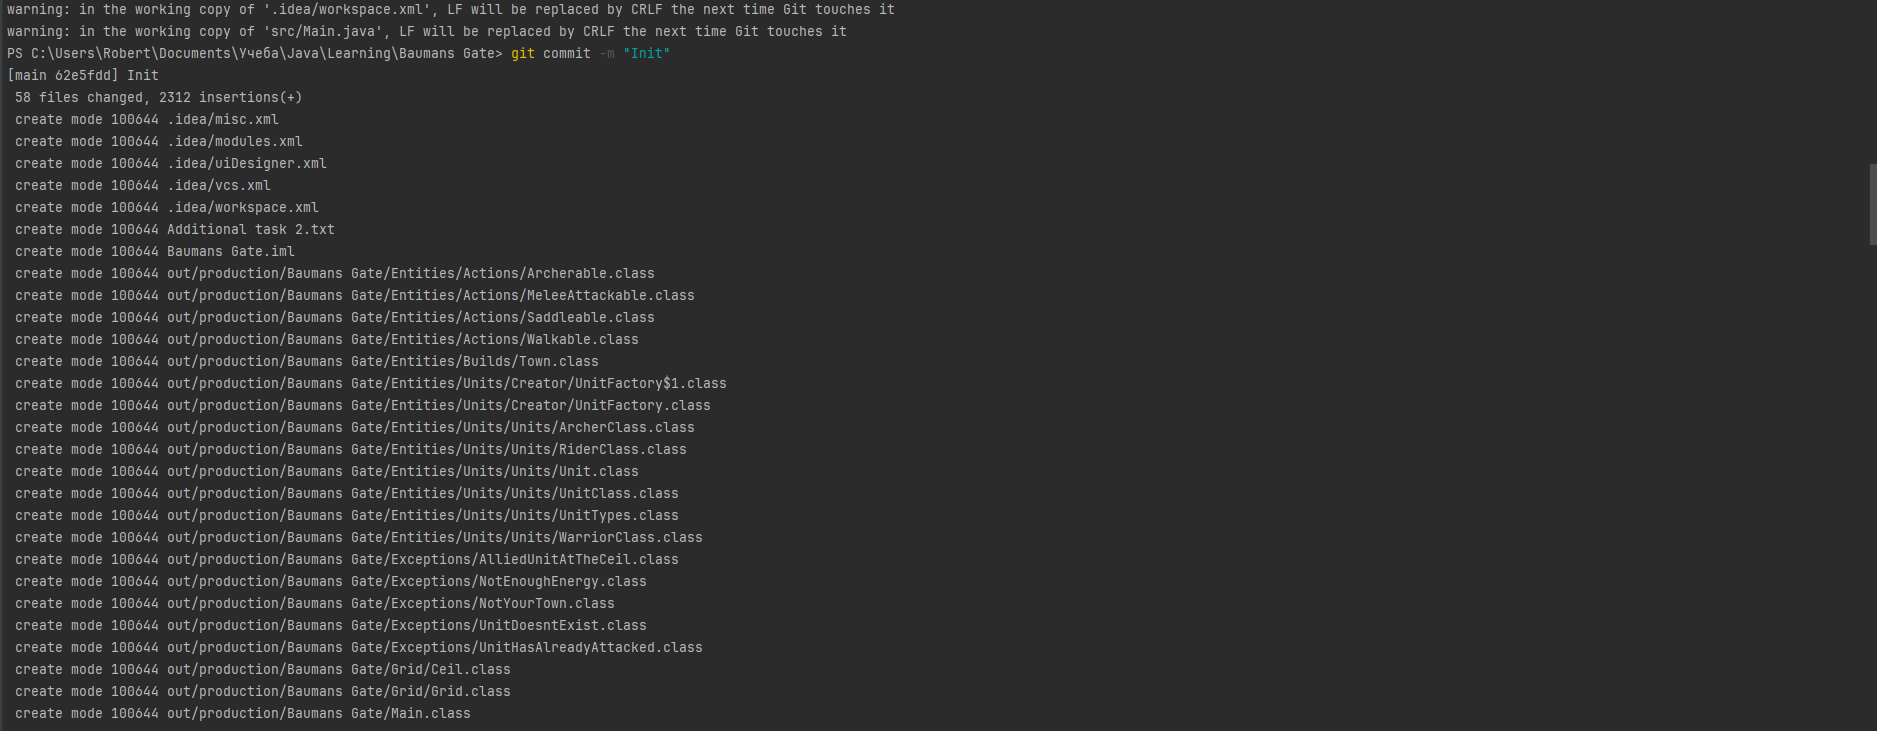 warning: in the working copy of '.idea/workspace.xml', LF will be replaced by CRLF the next time Git touches it
warning: in the working copy of 'src/Main.java', LF will be replaced by CRLF the next time Git touches it
PS C:\Users\Robert\Documents\Учеба\Java\Learning\Baumans Gate> git commit -m "Init"
[main 62e5fdd] Init
 58 files changed, 2312 insertions(+)
 create mode 100644 .idea/misc.xml
 create mode 100644 .idea/modules.xml
 create mode 100644 .idea/uiDesigner.xml
 create mode 100644 .idea/vcs.xml
 create mode 100644 .idea/workspace.xml
 create mode 100644 Additional task 2.txt
 create mode 100644 Baumans Gate.iml
 create mode 100644 out/production/Baumans Gate/Entities/Actions/Archerable.class
 create mode 100644 out/production/Baumans Gate/Entities/Actions/MeleeAttackable.class
 create mode 100644 out/production/Baumans Gate/Entities/Actions/Saddleable.class
 create mode 100644 out/production/Baumans Gate/Entities/Actions/Walkable.class
 create mode 100644 out/production/Baumans Gate/Entities/Builds/Town.class
 create mode 100644 out/production/Baumans Gate/Entities/Units/Creator/UnitFactory$1.class
 create mode 100644 out/production/Baumans Gate/Entities/Units/Creator/UnitFactory.class
 create mode 100644 out/production/Baumans Gate/Entities/Units/Units/ArcherClass.class
 create mode 100644 out/production/Baumans Gate/Entities/Units/Units/RiderClass.class
 create mode 100644 out/production/Baumans Gate/Entities/Units/Units/Unit.class
 create mode 100644 out/production/Baumans Gate/Entities/Units/Units/UnitClass.class
 create mode 100644 out/production/Baumans Gate/Entities/Units/Units/UnitTypes.class
 create mode 100644 out/production/Baumans Gate/Entities/Units/Units/WarriorClass.class
 create mode 100644 out/production/Baumans Gate/Exceptions/AlliedUnitAtTheCeil.class
 create mode 100644 out/production/Baumans Gate/Exceptions/NotEnoughEnergy.class
 create mode 100644 out/production/Baumans Gate/Exceptions/NotYourTown.class
 create mode 100644 out/production/Baumans Gate/Exceptions/UnitDoesntExist.class
 create mode 100644 out/production/Baumans Gate/Exceptions/UnitHasAlreadyAttacked.class
 create mode 100644 out/production/Baumans Gate/Grid/Ceil.class
 create mode 100644 out/production/Baumans Gate/Grid/Grid.class
 create mode 100644 out/production/Baumans Gate/Main.class